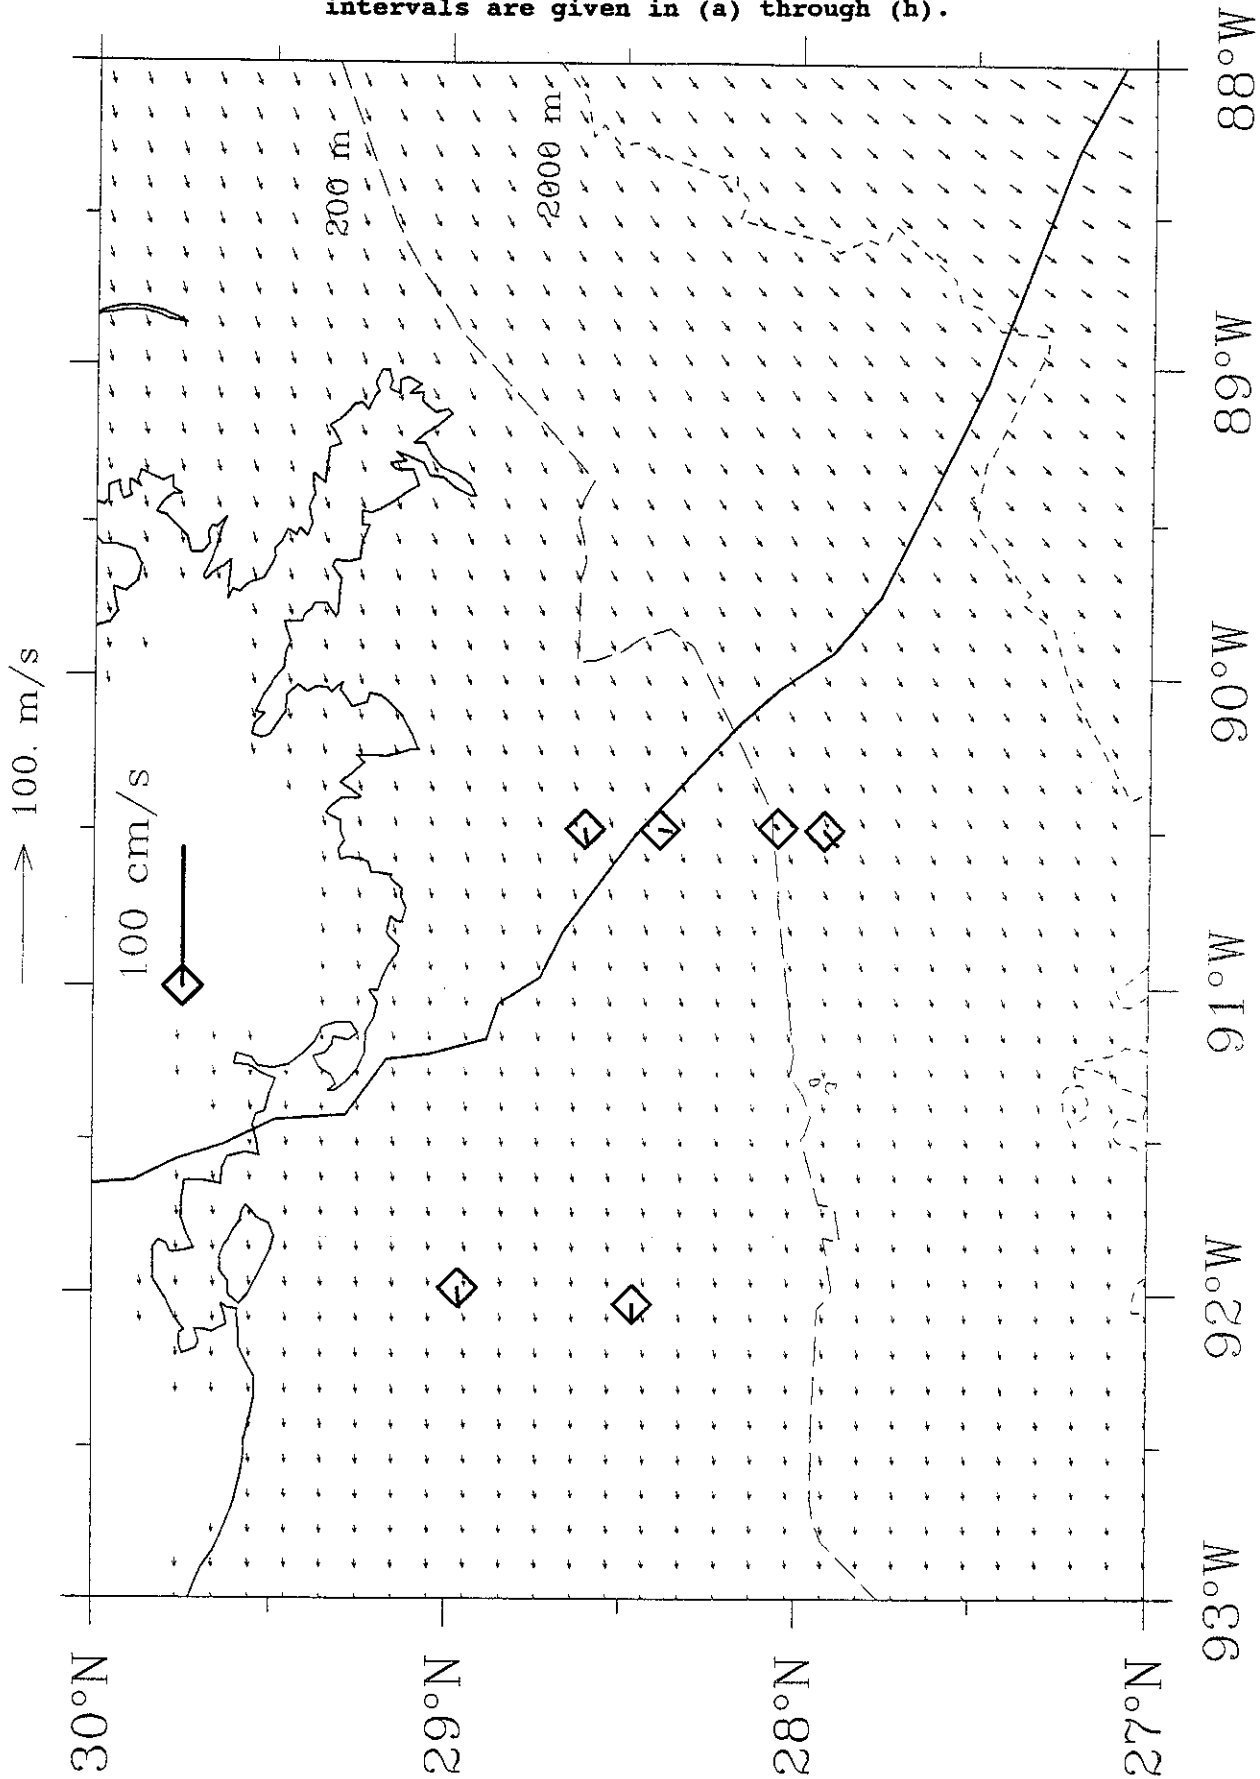 intervals are given in (a) through (h).
100. m/s
100 cm/s
200 m
2000 m
30°N
29°N
28°N
27°N
93°W
92°W
91°W
90°W
89°W
88°W